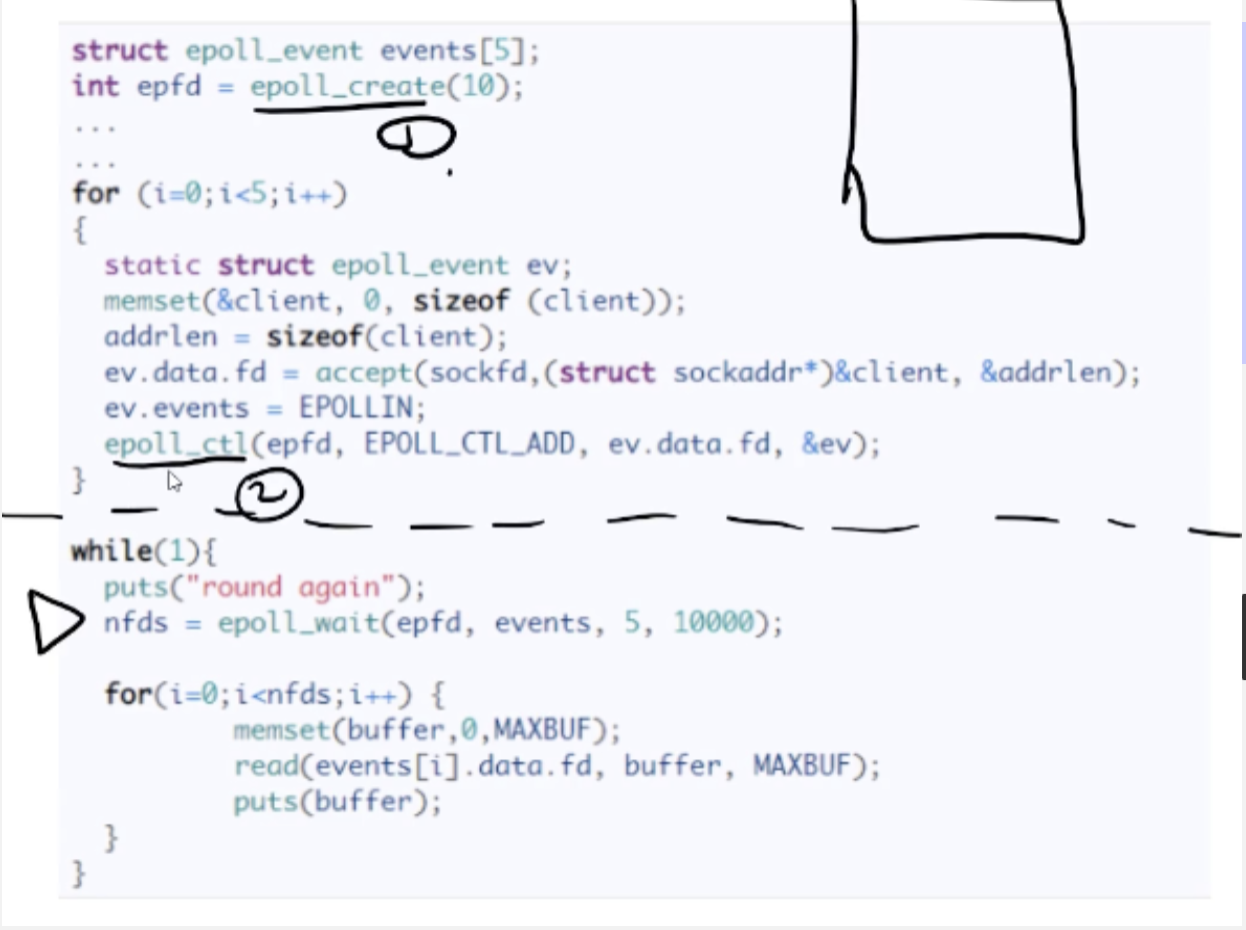 struct epoll_event events[5];
int epfd = epoll_create(10);
...
①
...
for (i=0;i<5;i++)
{
static struct epoll_event ev;
memset(&client, 0, sizeof (client));
addrlen = sizeof(client);
ev.data.fd = accept(sockfd,(struct sockaddr*)&client, &addrlen);
ev.events = EPOLLIN;
epoll_ctl(epfd, EPOLL_CTL_ADD, ev.data.fd, &ev);
}
②
while(1){
puts("round again");
nfds = epoll_wait(epfd, events, 5, 10000);
for(i=0;i<nfds;i++) {
memset(buffer,0,MAXBUF);
read(events[i].data.fd, buffer, MAXBUF);
puts(buffer);
}
}